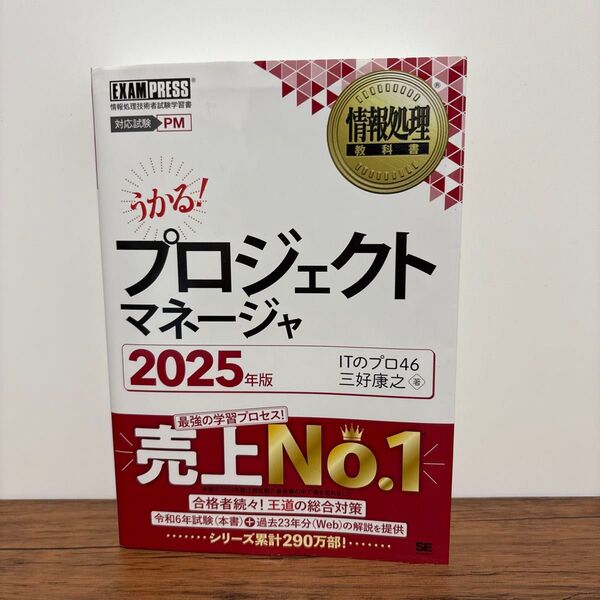 EXAMPRESS®
情報処理技術者試験学習書
対応試験 PM
情報処理®
教科書
うかる!
プロジェクト
マネージャ
2025年版
ITのプロ46
三好康之 著
最強の学習プロセス!
売上No.1
合格者続々!王道の総合対策
令和6年試験(本書)+過去23年分(Web)の解説を提供
シリーズ累計290万部!
SE